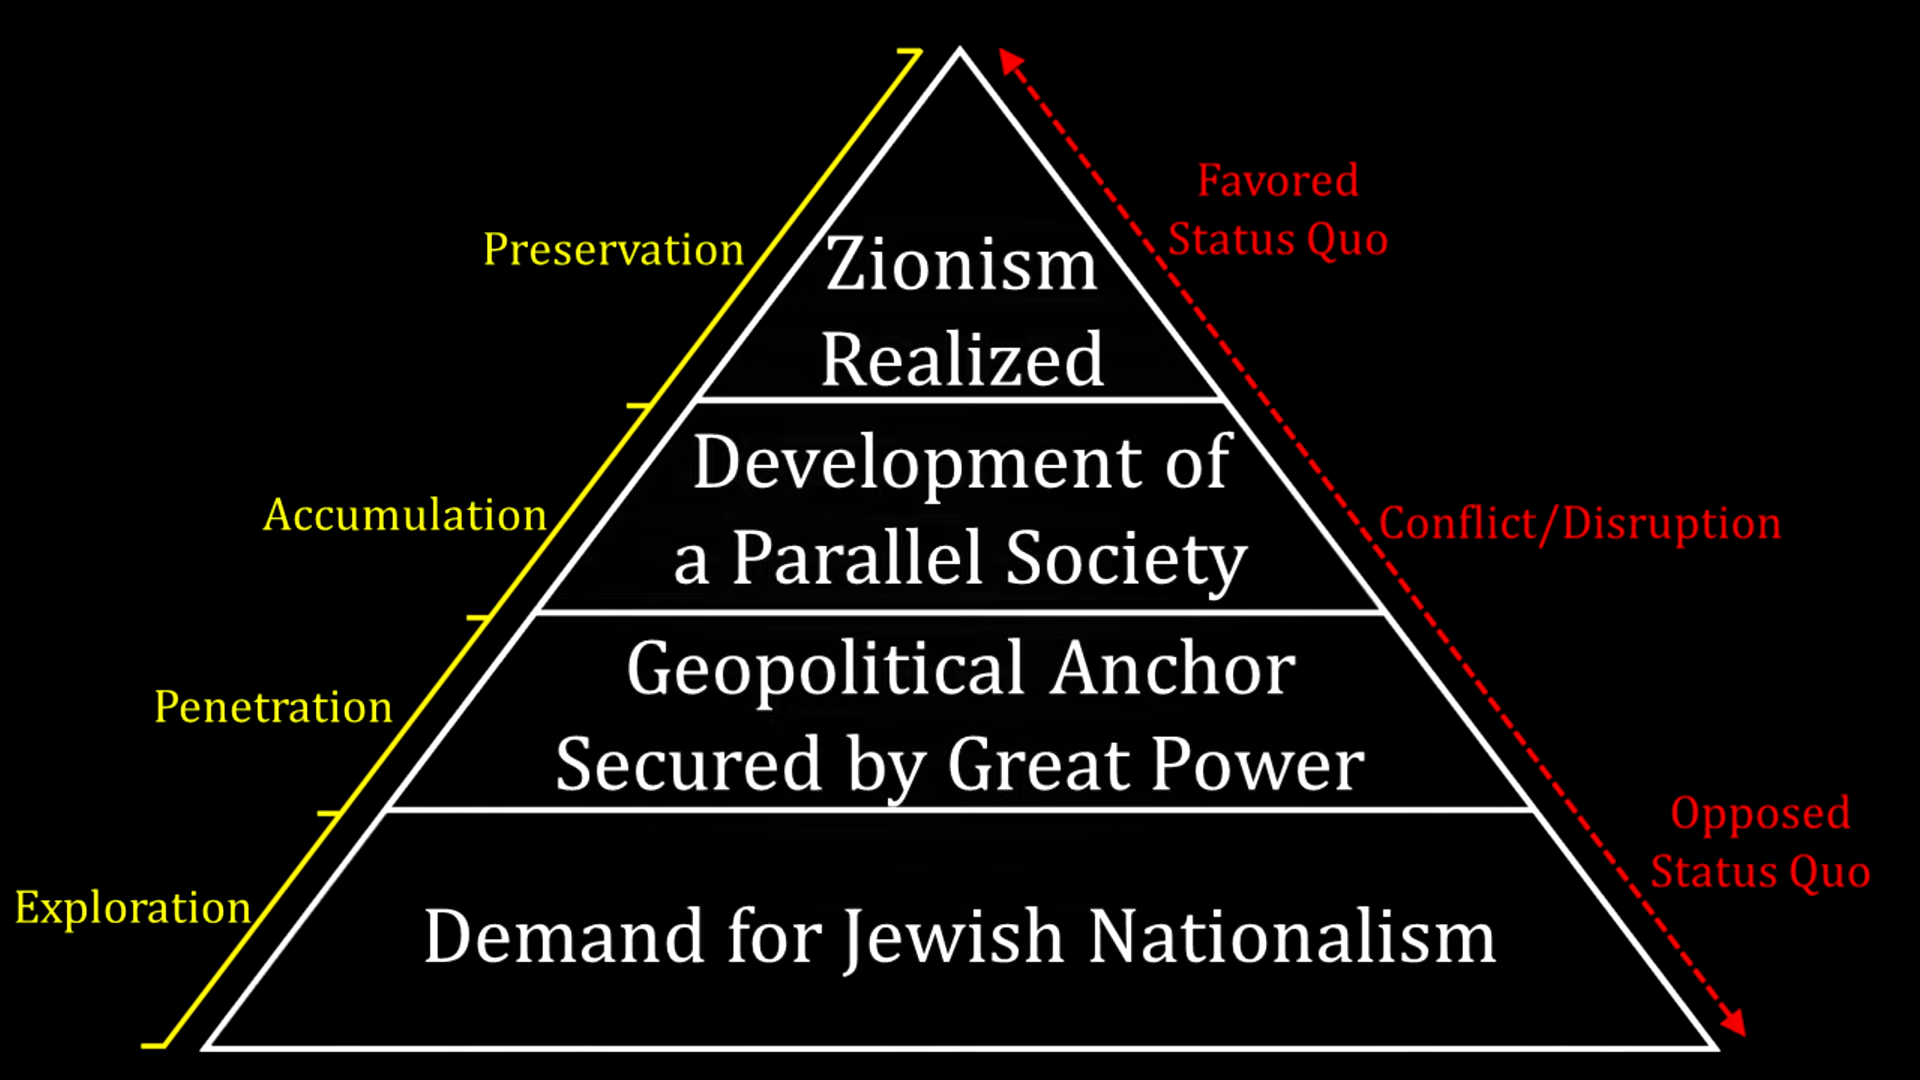 Favored
Status Quo
Preservation
Zionism
Realized
Development of
a Parallel Society
Accumulation
Conflict/Disruption
Geopolitical Anchor
Secured by Great Power
Penetration
Opposed
Status Quo
Exploration
Demand for Jewish Nationalism